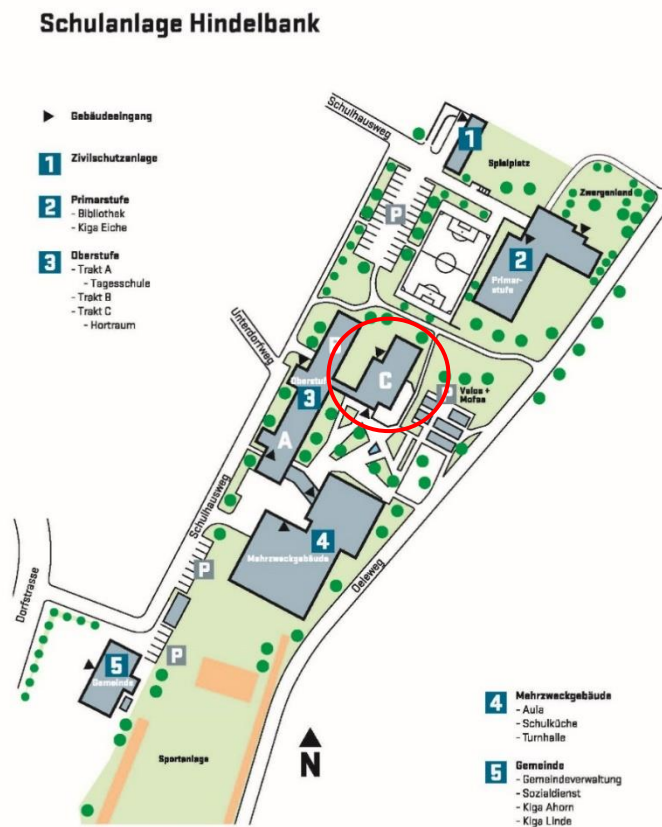 Schulanlage Hindelbank
Gebäudeeingang
1 Zivilschutzanlage
2 Primarstufe
- Bibliothek
- Kiga Eiche
3 Oberstufe
- Trakt A
- Tagesschule
- Trakt B
- Trakt C
- Hortraum
Schulhausweg
1
Spielplatz
Zwergenland
P
2
Primar-
stufe
Unterdorfweg
B
C
3
P
Velos +
Mofas
A
Schulhausweg
4
Mehrzweckgebäude
Oeleweg
Dorfstrasse
P
P
5
Gemeinde
Sportanlage
N
4 Mehrzweckgebäude
- Aula
- Schulküche
- Turnhalle
5 Gemeinde
- Gemeindeverwaltung
- Sozialdienst
- Kiga Ahorn
- Kiga Linde